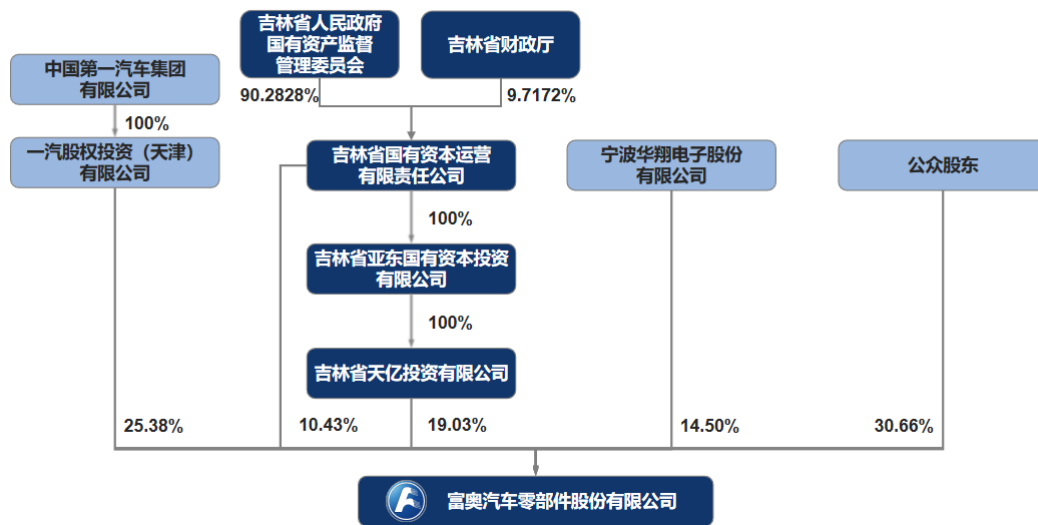 吉林省人民政府
国有资产监督
管理委员会
吉林省财政厅
中国第一汽车集团
有限公司
90.2828%
9.7172%
100%
一汽股权投资（天津）
有限公司
吉林省国有资本运营
有限责任公司
宁波华翔电子股份
有限公司
公众股东
100%
吉林省亚东国有资本投资
有限公司
100%
吉林省天亿投资有限公司
25.38%
10.43%
19.03%
14.50%
30.66%
富奥汽车零部件股份有限公司